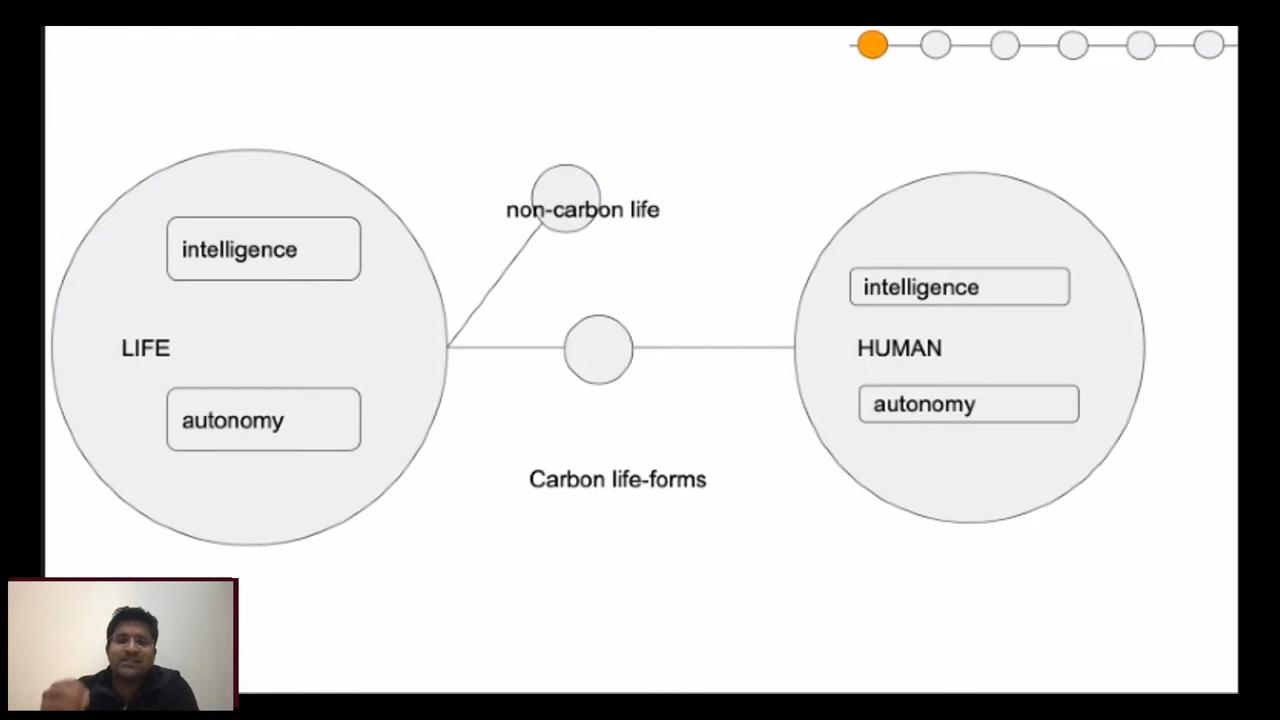 intelligence
LIFE
autonomy
non-carbon life
Carbon life-forms
intelligence
HUMAN
autonomy